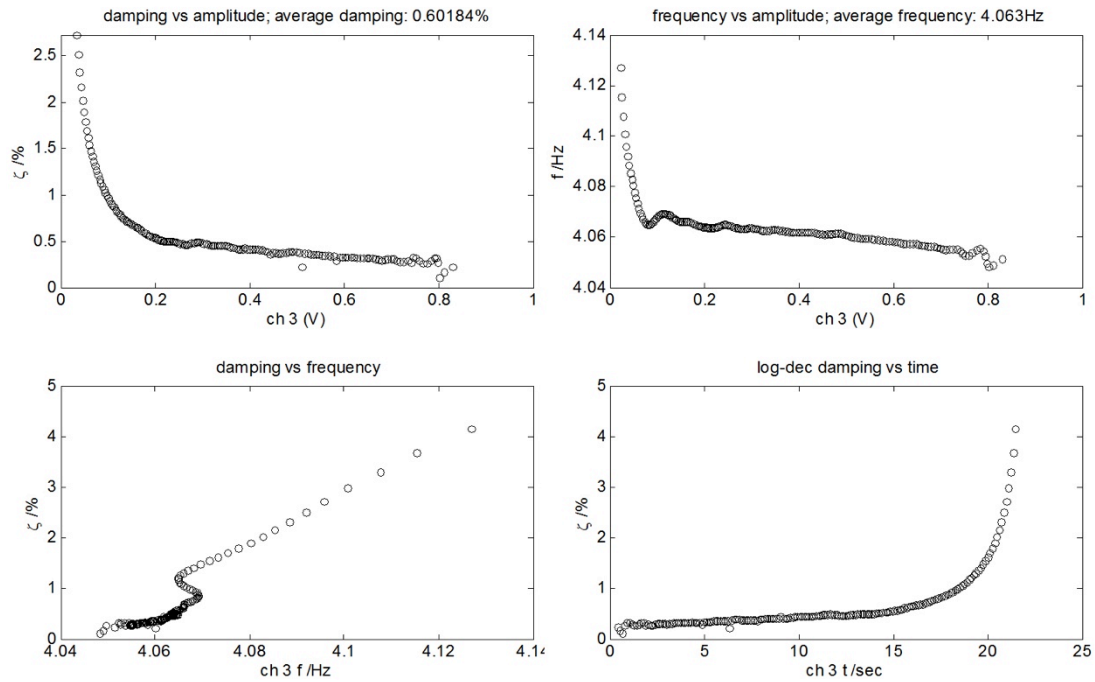 damping vs amplitude; average damping: 0.60184%
2.5
2
1.5
1
0.5
0
ζ /%
0 0.2 0.4 0.6 0.8 1
ch 3 (V)
frequency vs amplitude; average frequency: 4.063Hz
4.14
4.12
4.1
4.08
4.06
4.04
f /Hz
0 0.2 0.4 0.6 0.8 1
ch 3 (V)
damping vs frequency
5
4
3
2
1
0
ζ /%
4.04 4.06 4.08 4.1 4.12 4.14
ch 3 f /Hz
log-dec damping vs time
5
4
3
2
1
0
ζ /%
0 5 10 15 20 25
ch 3 t /sec